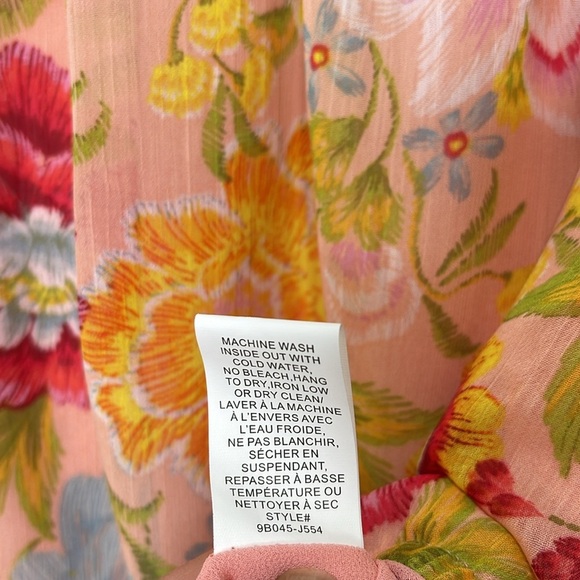 MACHINE WASH
INSIDE OUT WITH
COLD WATER,
NO BLEACH,HANG
TO DRY,IRON LOW
OR DRY CLEAN/
LAVER À LA MACHINE
À L'ENVERS AVEC
L'EAU FROIDE,
NE PAS BLANCHIR,
SÉCHER EN
SUSPENDANT,
REPASSER À BASSE
TEMPÉRATURE OU
NETTOYER À SEC
STYLE#
9B045-J554